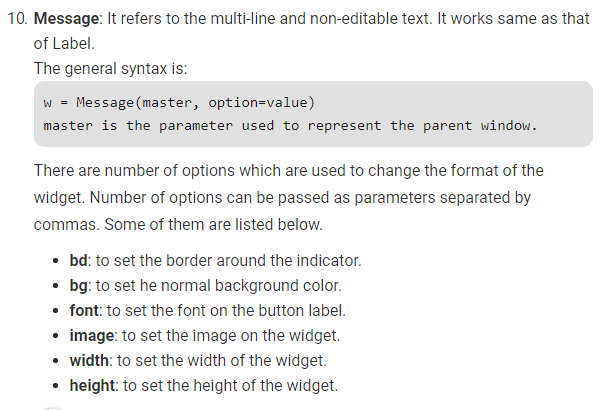 10. Message: It refers to the multi-line and non-editable text. It works same as that
of Label.
The general syntax is:
w = Message(master, option=value)
master is the parameter used to represent the parent window.
There are number of options which are used to change the format of the
widget. Number of options can be passed as parameters separated by
commas. Some of them are listed below.
• bd: to set the border around the indicator.
• bg: to set he normal background color.
• font: to set the font on the button label.
• image: to set the image on the widget.
• width: to set the width of the widget.
• height: to set the height of the widget.